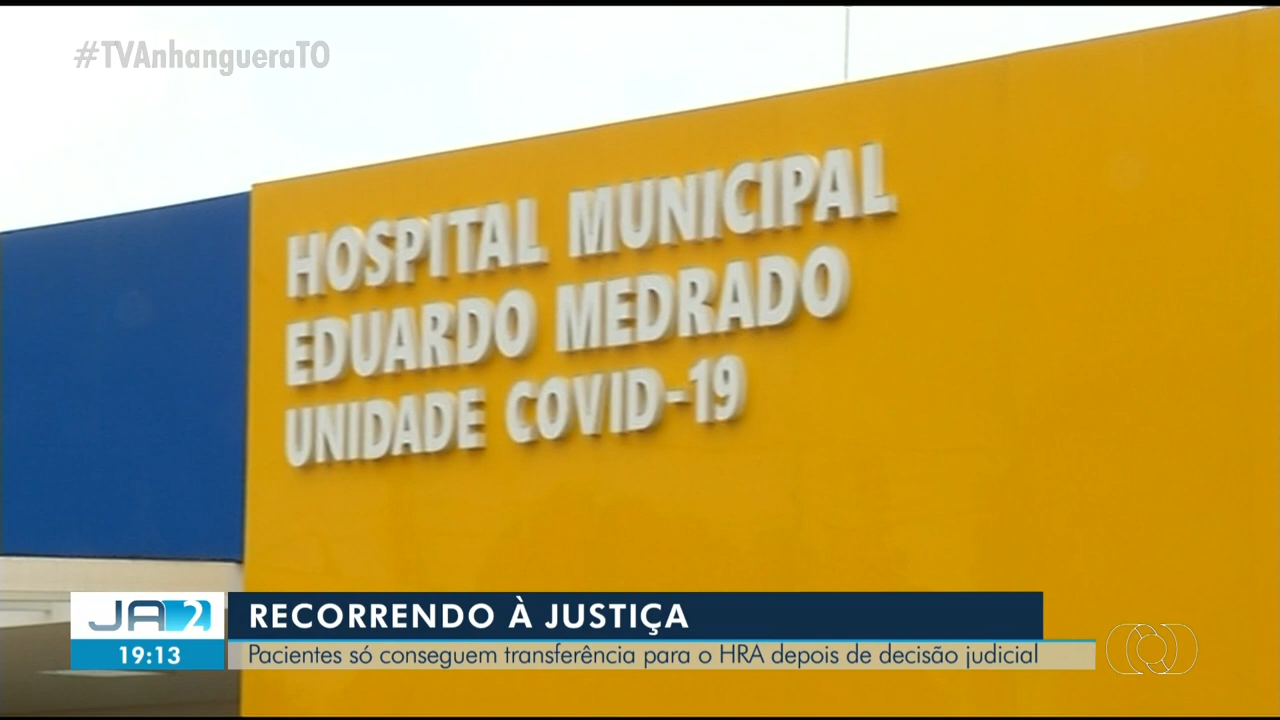 #TVAnhangueraTO
HOSPITAL MUNICIPAL
EDUARDO MEDRADO
UNIDADE COVID-19
JA2
RECORRENDO À JUSTIÇA
19:13
Pacientes só conseguem transferência para o HRA depois de decisão judicial